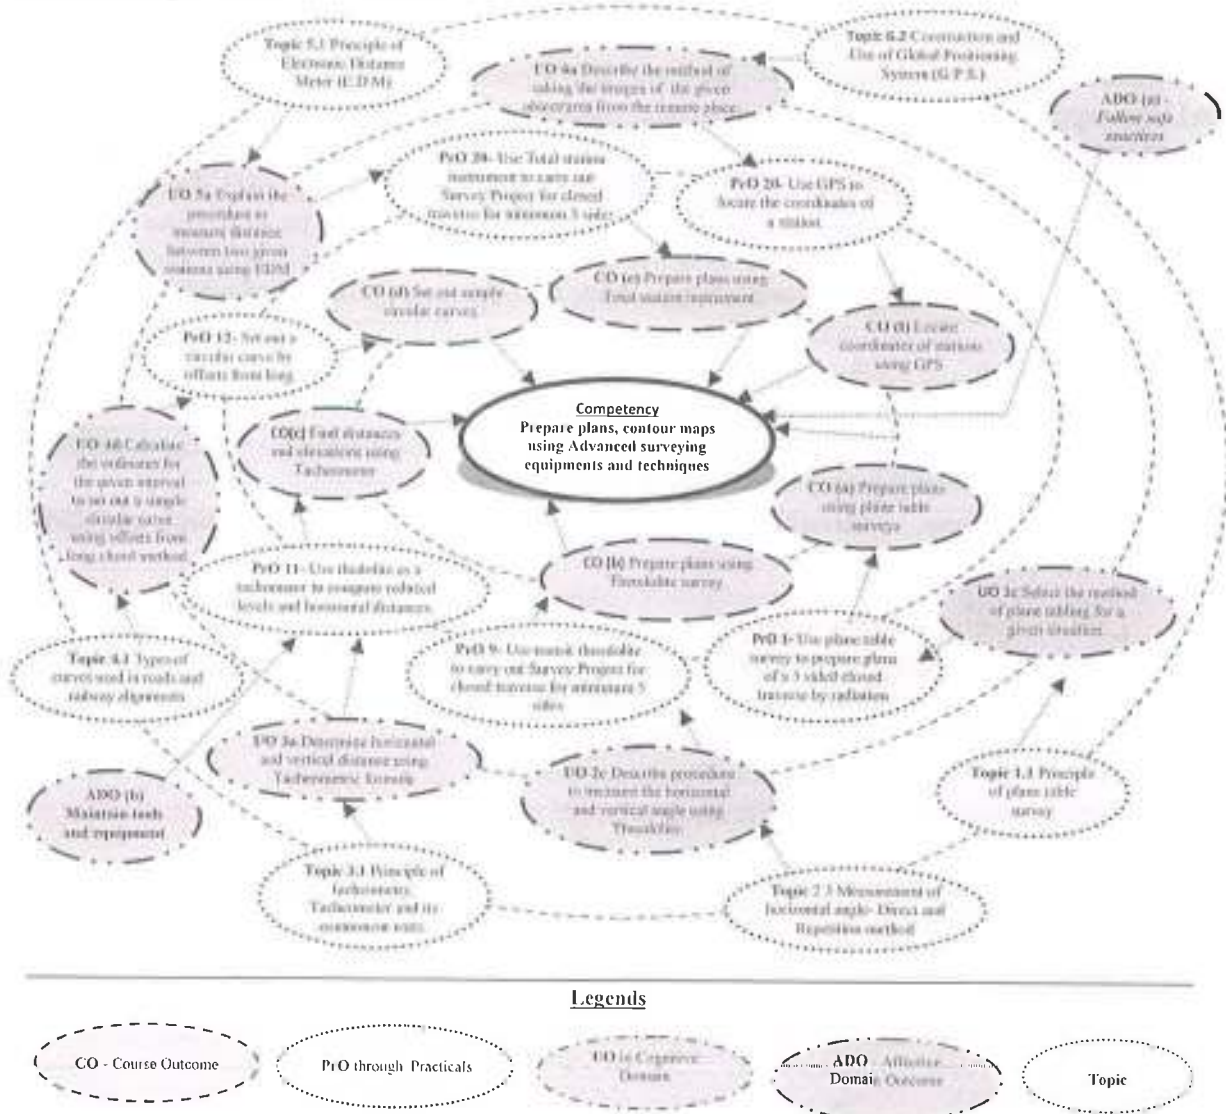 Topic 5.1 Principle of
Electronic Distance
Meter (E.D.M)
UO 6a Describe the method of
taking the images of the given
object/area from the remote place
Topic 6.2 Construction and
Use of Global Positioning
System (G.P.S.)
ADO (a) -
Follow safe
practices
UO 5a Explain the
procedure to
measure distance
between two given
stations using EDM
PrO 20- Use Total station
instrument to carry out
Survey Project for closed
traverse for minimum 5 side
PrO 20- Use GPS to
locate the coordinates of
a station
CO (d) Set out simple
circular curves
CO (e) Prepare plans using
Total station instrument
CO (f) Locate
coordinates of stations
using GPS
PrO 12- Set out a
circular curve by
offsets from long
Competency
Prepare plans, contour maps
using Advanced surveying
equipments and techniques
UO 4d Calculate
the ordinates for
the given interval
to set out a simple
circular curve
using offsets from
long chord method
CO(c) Find distances
and elevations using
Tacheometer
CO (a) Prepare plans
using plane table
surveys
CO (b) Prepare plans using
Theodolite survey
PrO 11- Use thedolite as a
tachometer to compute reduced
levels and horizontal distances.
UO 1c Select the method
of plane tabling for a
given situation
PrO 9- Use transit theodolite
to carry out Survey Project for
closed traverse for minimum 5
sides
PrO 1- Use plane table
survey to prepare plans
of a 5 sided closed
traverse by radiation
Topic 4.1 Types of
curves used in roads and
railway alignments
UO 3a Determine horizontal
and vertical distance using
Tacheometric formula
UO 2c Describe procedure
to measure the horizontal
and vertical angle using
Theodolite
Topic 1.1 Principle
of plane table
survey
ADO (b)
Maintain tools
and equipment
Topic 3.1 Principle of
tacheometry,
Tacheometer and its
component parts
Topic 2.3 Measurement of
horizontal angle- Direct and
Repetition method
Legends
CO - Course Outcome
PrO through Practicals
UO in Cognitive
Domain
ADO - Affective
Domain Outcome
Topic